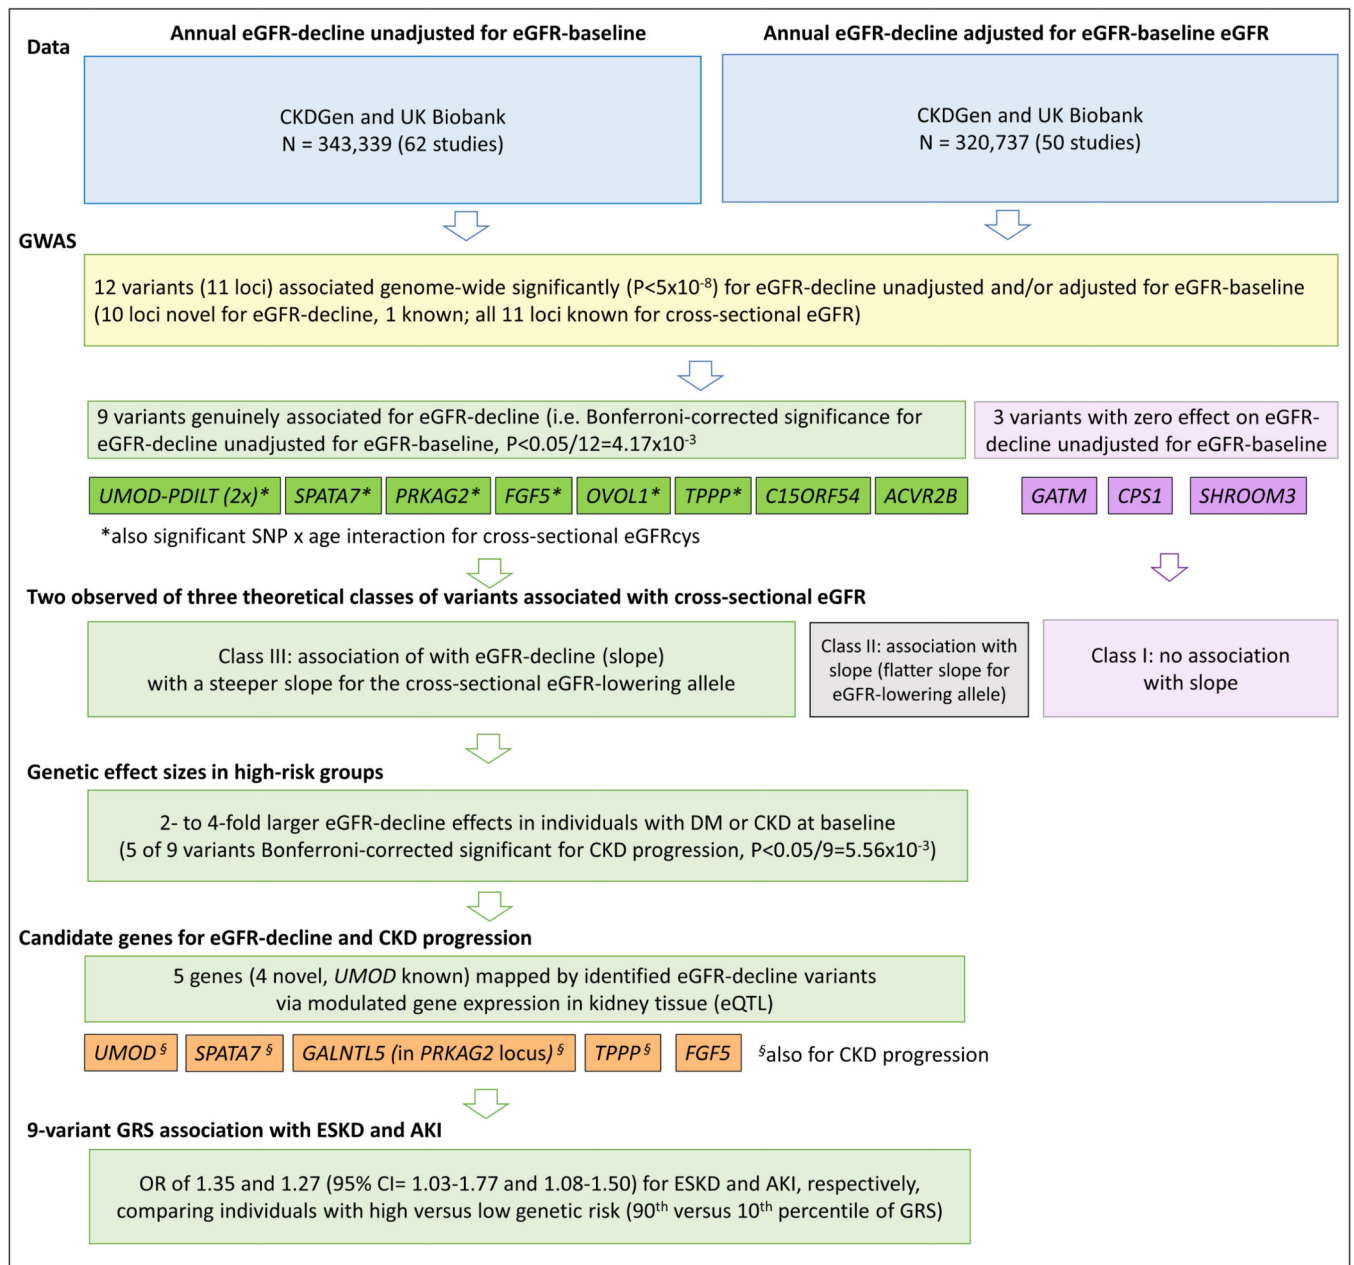 Data
Annual eGFR-decline unadjusted for eGFR-baseline
Annual eGFR-decline adjusted for eGFR-baseline eGFR
CKDGen and UK Biobank
N = 343,339 (62 studies)
CKDGen and UK Biobank
N = 320,737 (50 studies)
GWAS
12 variants (11 loci) associated genome-wide significantly (P<5x10⁻⁸) for eGFR-decline unadjusted and/or adjusted for eGFR-baseline
(10 loci novel for eGFR-decline, 1 known; all 11 loci known for cross-sectional eGFR)
9 variants genuinely associated for eGFR-decline (i.e. Bonferroni-corrected significance for
eGFR-decline unadjusted for eGFR-baseline, P<0.05/12=4.17x10⁻³
3 variants with zero effect on eGFR-
decline unadjusted for eGFR-baseline
UMOD-PDILT (2x)*
SPATA7*
PRKAG2*
FGF5*
OVOL1*
TPPP*
C15ORF54
ACVR2B
GATM
CPS1
SHROOM3
*also significant SNP x age interaction for cross-sectional eGFRcys
Two observed of three theoretical classes of variants associated with cross-sectional eGFR
Class III: association of with eGFR-decline (slope)
with a steeper slope for the cross-sectional eGFR-lowering allele
Class II: association with
slope (flatter slope for
eGFR-lowering allele)
Class I: no association
with slope
Genetic effect sizes in high-risk groups
2- to 4-fold larger eGFR-decline effects in individuals with DM or CKD at baseline
(5 of 9 variants Bonferroni-corrected significant for CKD progression, P<0.05/9=5.56x10⁻³)
Candidate genes for eGFR-decline and CKD progression
5 genes (4 novel, UMOD known) mapped by identified eGFR-decline variants
via modulated gene expression in kidney tissue (eQTL)
UMOD §
SPATA7 §
GALNTL5 (in PRKAG2 locus) §
TPPP §
FGF5
§also for CKD progression
9-variant GRS association with ESKD and AKI
OR of 1.35 and 1.27 (95% CI= 1.03-1.77 and 1.08-1.50) for ESKD and AKI, respectively,
comparing individuals with high versus low genetic risk (90th versus 10th percentile of GRS)